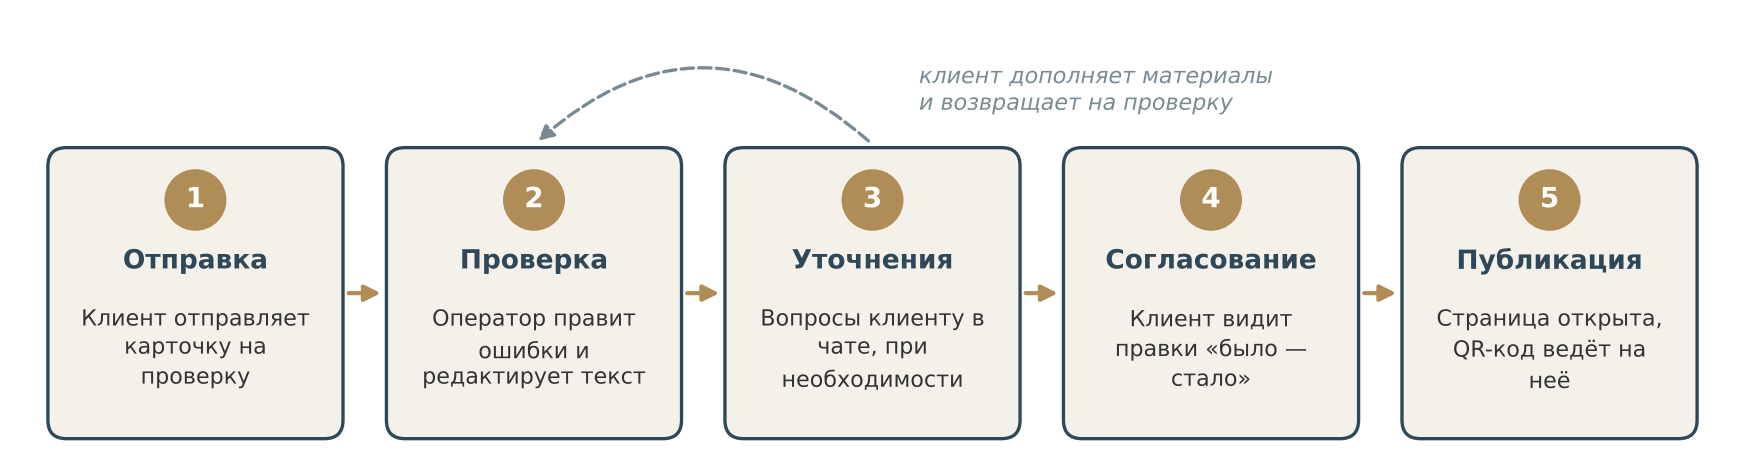 клиент дополняет материалы
и возвращает на проверку
1
Отправка
Клиент отправляет
карточку на
проверку
2
Проверка
Оператор правит
ошибки и
редактирует текст
3
Уточнения
Вопросы клиенту в
чате, при
необходимости
4
Согласование
Клиент видит
правки «было —
стало»
5
Публикация
Страница открыта,
QR-код ведёт на
неё